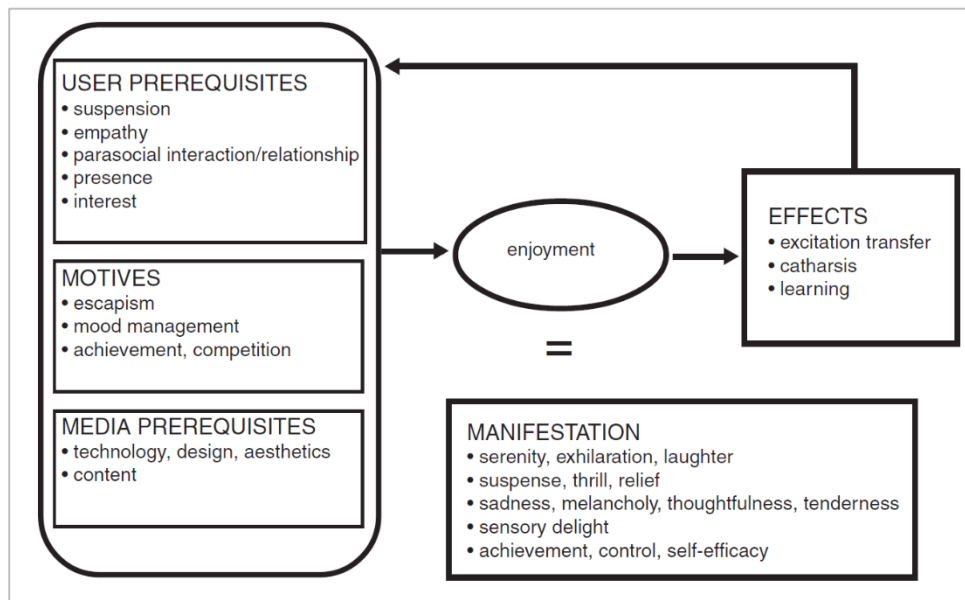 USER PREREQUISITES
• suspension
• empathy
• parasocial interaction/relationship
• presence
• interest
MOTIVES
• escapism
• mood management
• achievement, competition
MEDIA PREREQUISITES
• technology, design, aesthetics
• content
enjoyment
=
EFFECTS
• excitation transfer
• catharsis
• learning
MANIFESTATION
• serenity, exhilaration, laughter
• suspense, thrill, relief
• sadness, melancholy, thoughtfulness, tenderness
• sensory delight
• achievement, control, self-efficacy